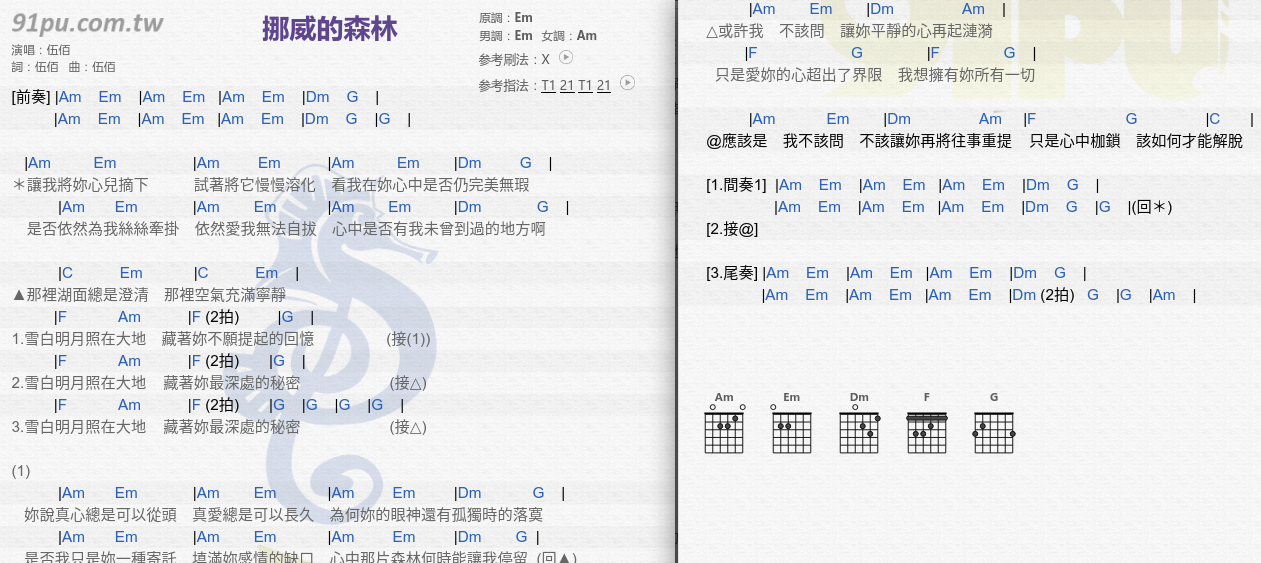 91pu.com.tw
挪威的森林
演唱：伍佰
詞：伍佰 曲：伍佰
原調：Em
男調：Em 女調：Am
參考刷法：X
參考指法：T1 21 T1 21
[前奏] |Am Em |Am Em |Am Em |Dm G |
|Am Em |Am Em |Am Em |Dm G |G |
|Am Em |Am Em |Am Em |Dm G |
＊讓我將妳心兒摘下 試著將它慢慢溶化 看我在妳心中是否仍完美無瑕
|Am Em |Am Em |Am Em |Dm G |
是否依然為我絲絲牽掛 依然愛我無法自拔 心中是否有我未曾到過的地方啊
|C Em |C Em |
▲那裡湖面總是澄清 那裡空氣充滿寧靜
|F Am |F (2拍) |G |
1.雪白明月照在大地 藏著妳不願提起的回憶 (接(1))
|F Am |F (2拍) |G |
2.雪白明月照在大地 藏著妳最深處的秘密 (接△)
|F Am |F (2拍) |G |G |G |G |
3.雪白明月照在大地 藏著妳最深處的秘密 (接△)
(1)
|Am Em |Am Em |Am Em |Dm G |
妳說真心總是可以從頭 真愛總是可以長久 為何妳的眼神還有孤獨時的落寞
|Am Em |Am Em |Am Em |Dm G |
是否我只是妳一種寄託 填滿妳感情的缺口 心中那片森林何時能讓我停留 (回▲)
|Am Em |Dm Am |
△或許我 不該問 讓妳平靜的心再起漣漪
|F G |F G |
只是愛妳的心超出了界限 我想擁有妳所有一切
|Am Em |Dm Am |F G |C |
@應該是 我不該問 不該讓妳再將往事重提 只是心中枷鎖 該如何才能解脫
[1.間奏1] |Am Em |Am Em |Am Em |Dm G |
|Am Em |Am Em |Am Em |Dm G |G |(回＊)
[2.接@]
[3.尾奏] |Am Em |Am Em |Am Em |Dm G |
|Am Em |Am Em |Am Em |Dm (2拍) G |G |Am |
Am Em Dm F G